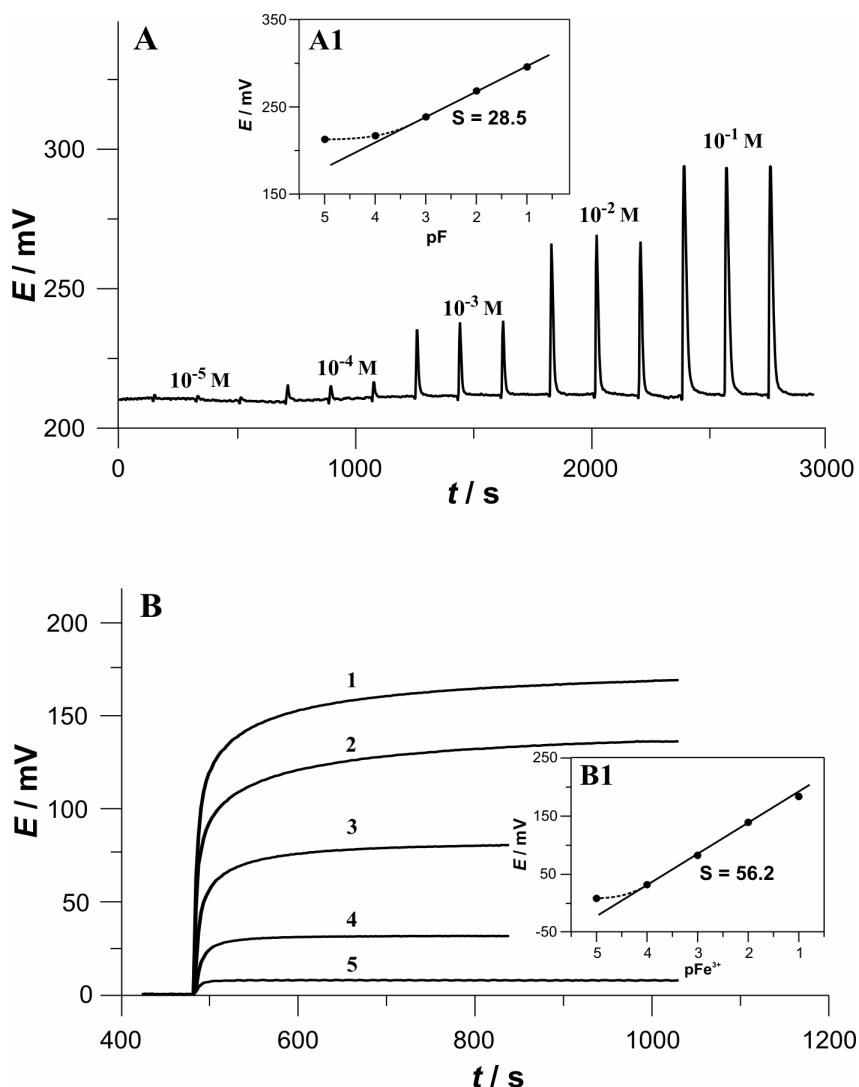 A
A1
350
250
150
E / mV
S = 28.5
5 4 3 2 1
pF
300
250
200
E / mV
10⁻⁵ M
10⁻⁴ M
10⁻³ M
10⁻² M
10⁻¹ M
0 1000 2000 3000
t / s
B
200
150
100
50
0
E / mV
1
2
3
4
5
B1
250
150
50
-50
E / mV
S = 56.2
5 4 3 2 1
pFe³⁺
400 600 800 1000 1200
t / s